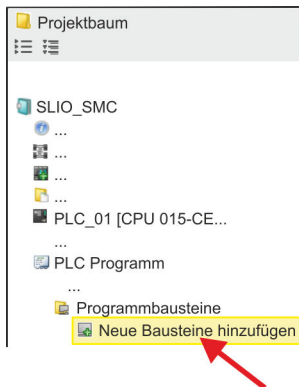 Projektbaum
SLIO_SMC
...
...
...
...
PLC_01 [CPU 015-CE...
...
PLC Programm
...
Programmbausteine
Neue Bausteine hinzufügen